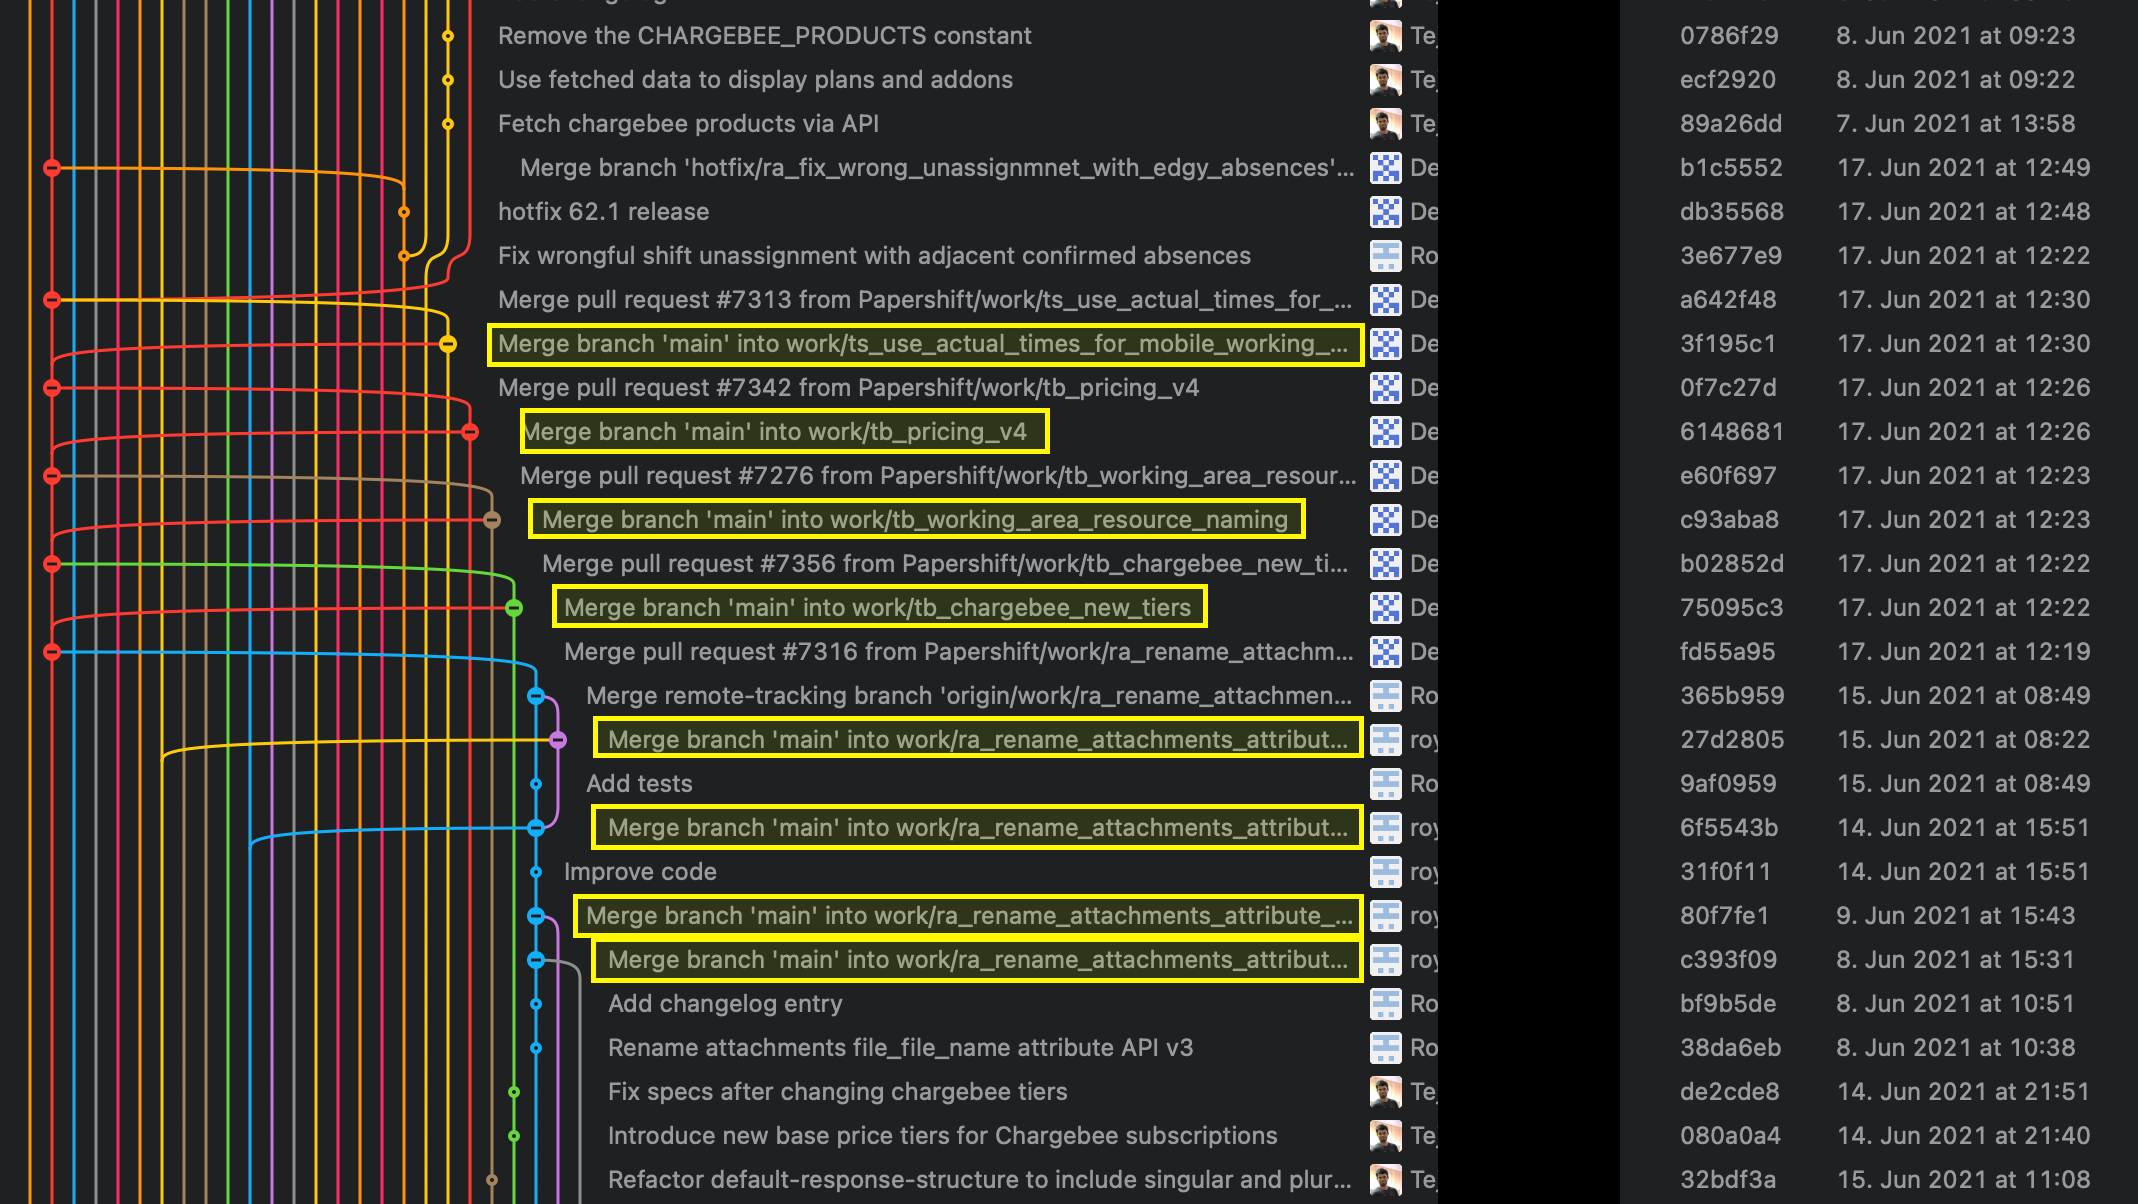 Remove the CHARGEBEE_PRODUCTS constant Te 0786f29 8. Jun 2021 at 09:23
Use fetched data to display plans and addons Te ecf2920 8. Jun 2021 at 09:22
Fetch chargebee products via API Te 89a26dd 7. Jun 2021 at 13:58
Merge branch 'hotfix/ra_fix_wrong_unassignmnet_with_edgy_absences'... De b1c5552 17. Jun 2021 at 12:49
hotfix 62.1 release De db35568 17. Jun 2021 at 12:48
Fix wrongful shift unassignment with adjacent confirmed absences Ro 3e677e9 17. Jun 2021 at 12:22
Merge pull request #7313 from Papershift/work/ts_use_actual_times_for_... De a642f48 17. Jun 2021 at 12:30
Merge branch 'main' into work/ts_use_actual_times_for_mobile_working_... De 3f195c1 17. Jun 2021 at 12:30
Merge pull request #7342 from Papershift/work/tb_pricing_v4 De 0f7c27d 17. Jun 2021 at 12:26
Merge branch 'main' into work/tb_pricing_v4 De 6148681 17. Jun 2021 at 12:26
Merge pull request #7276 from Papershift/work/tb_working_area_resour... De e60f697 17. Jun 2021 at 12:23
Merge branch 'main' into work/tb_working_area_resource_naming De c93aba8 17. Jun 2021 at 12:23
Merge pull request #7356 from Papershift/work/tb_chargebee_new_ti... De b02852d 17. Jun 2021 at 12:22
Merge branch 'main' into work/tb_chargebee_new_tiers De 75095c3 17. Jun 2021 at 12:22
Merge pull request #7316 from Papershift/work/ra_rename_attachm... De fd55a95 17. Jun 2021 at 12:19
Merge remote-tracking branch 'origin/work/ra_rename_attachmen... Ro 365b959 15. Jun 2021 at 08:49
Merge branch 'main' into work/ra_rename_attachments_attribut... roy 27d2805 15. Jun 2021 at 08:22
Add tests Ro 9af0959 15. Jun 2021 at 08:49
Merge branch 'main' into work/ra_rename_attachments_attribut... roy 6f5543b 14. Jun 2021 at 15:51
Improve code roy 31f0f11 14. Jun 2021 at 15:51
Merge branch 'main' into work/ra_rename_attachments_attribute_... roy 80f7fe1 9. Jun 2021 at 15:43
Merge branch 'main' into work/ra_rename_attachments_attribut... roy c393f09 8. Jun 2021 at 15:31
Add changelog entry Ro bf9b5de 8. Jun 2021 at 10:51
Rename attachments file_file_name attribute API v3 Ro 38da6eb 8. Jun 2021 at 10:38
Fix specs after changing chargebee tiers Te de2cde8 14. Jun 2021 at 21:51
Introduce new base price tiers for Chargebee subscriptions Te 080a0a4 14. Jun 2021 at 21:40
Refactor default-response-structure to include singular and plur... Te 32bdf3a 15. Jun 2021 at 11:08